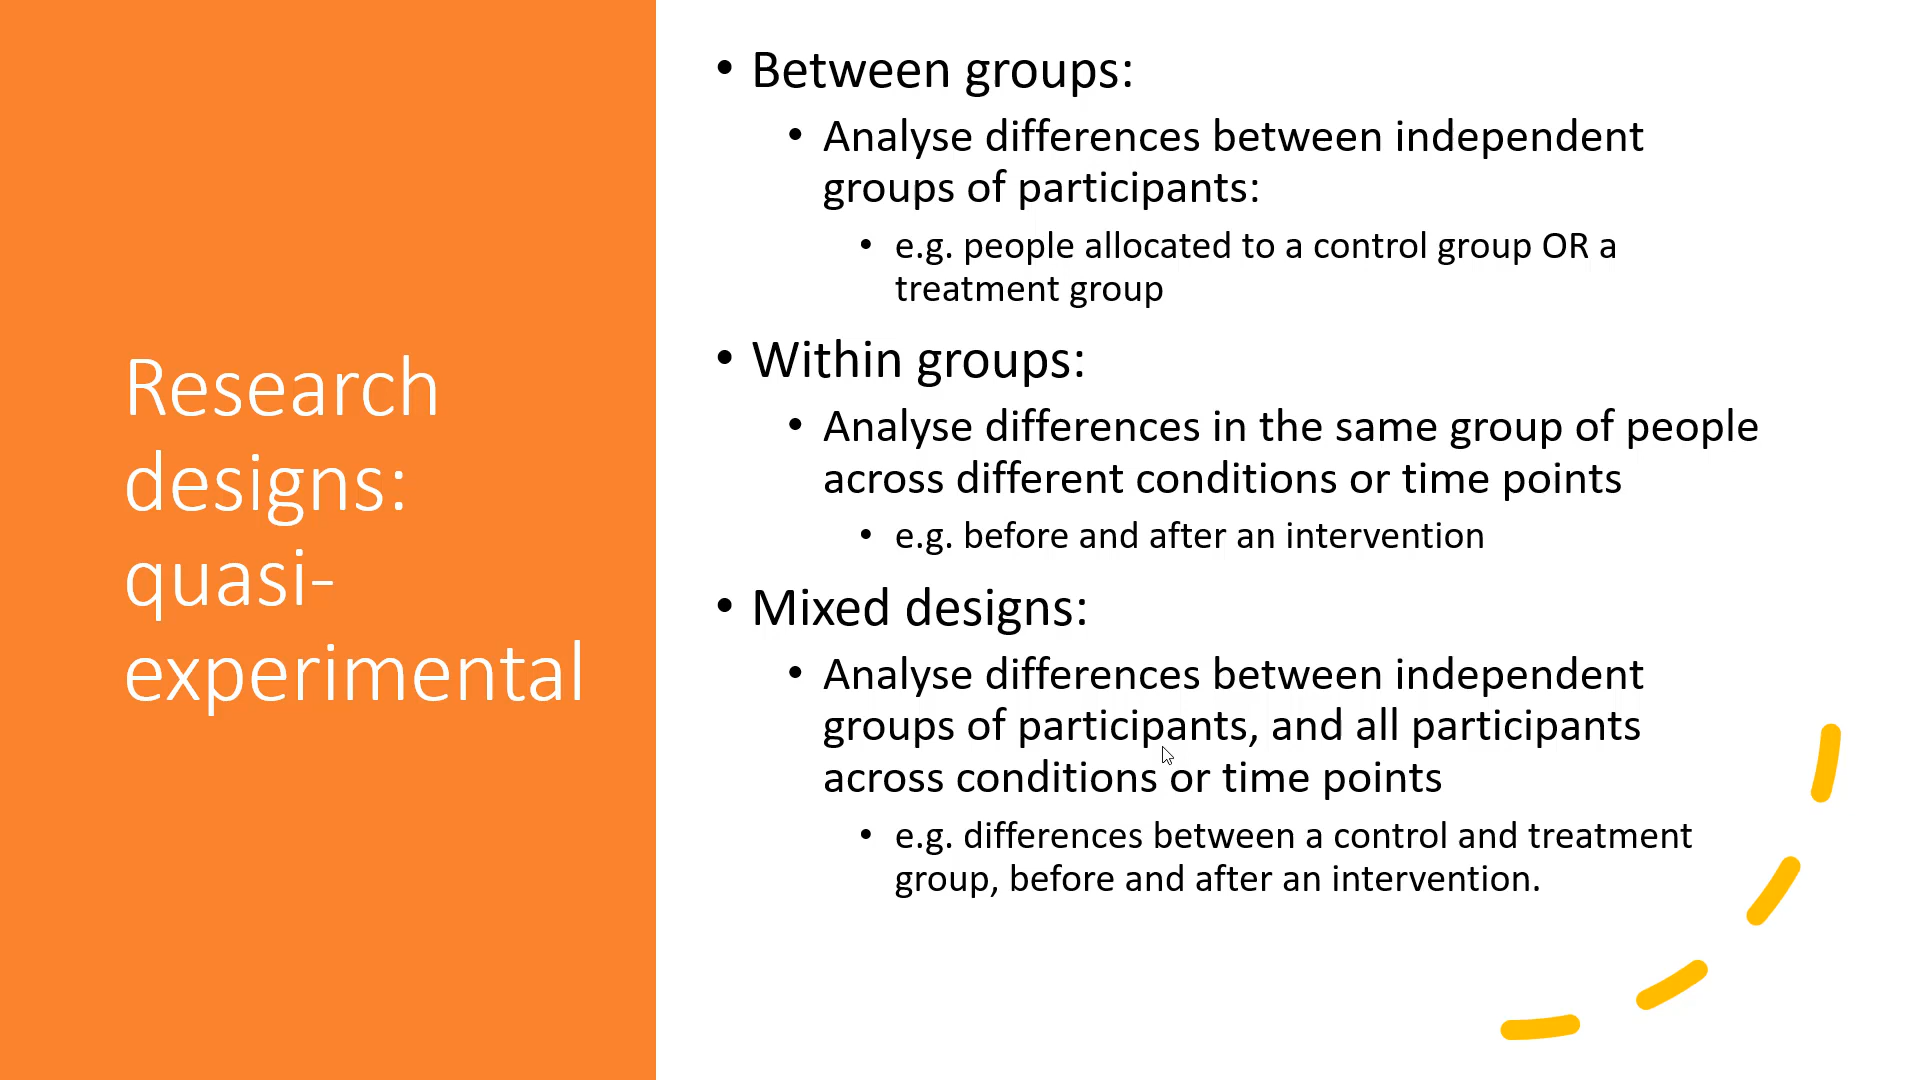 Research
designs:
quasi-
experimental
• Between groups:
• Analyse differences between independent
groups of participants:
• e.g. people allocated to a control group OR a
treatment group
• Within groups:
• Analyse differences in the same group of people
across different conditions or time points
• e.g. before and after an intervention
• Mixed designs:
• Analyse differences between independent
groups of participants, and all participants
across conditions or time points
• e.g. differences between a control and treatment
group, before and after an intervention.